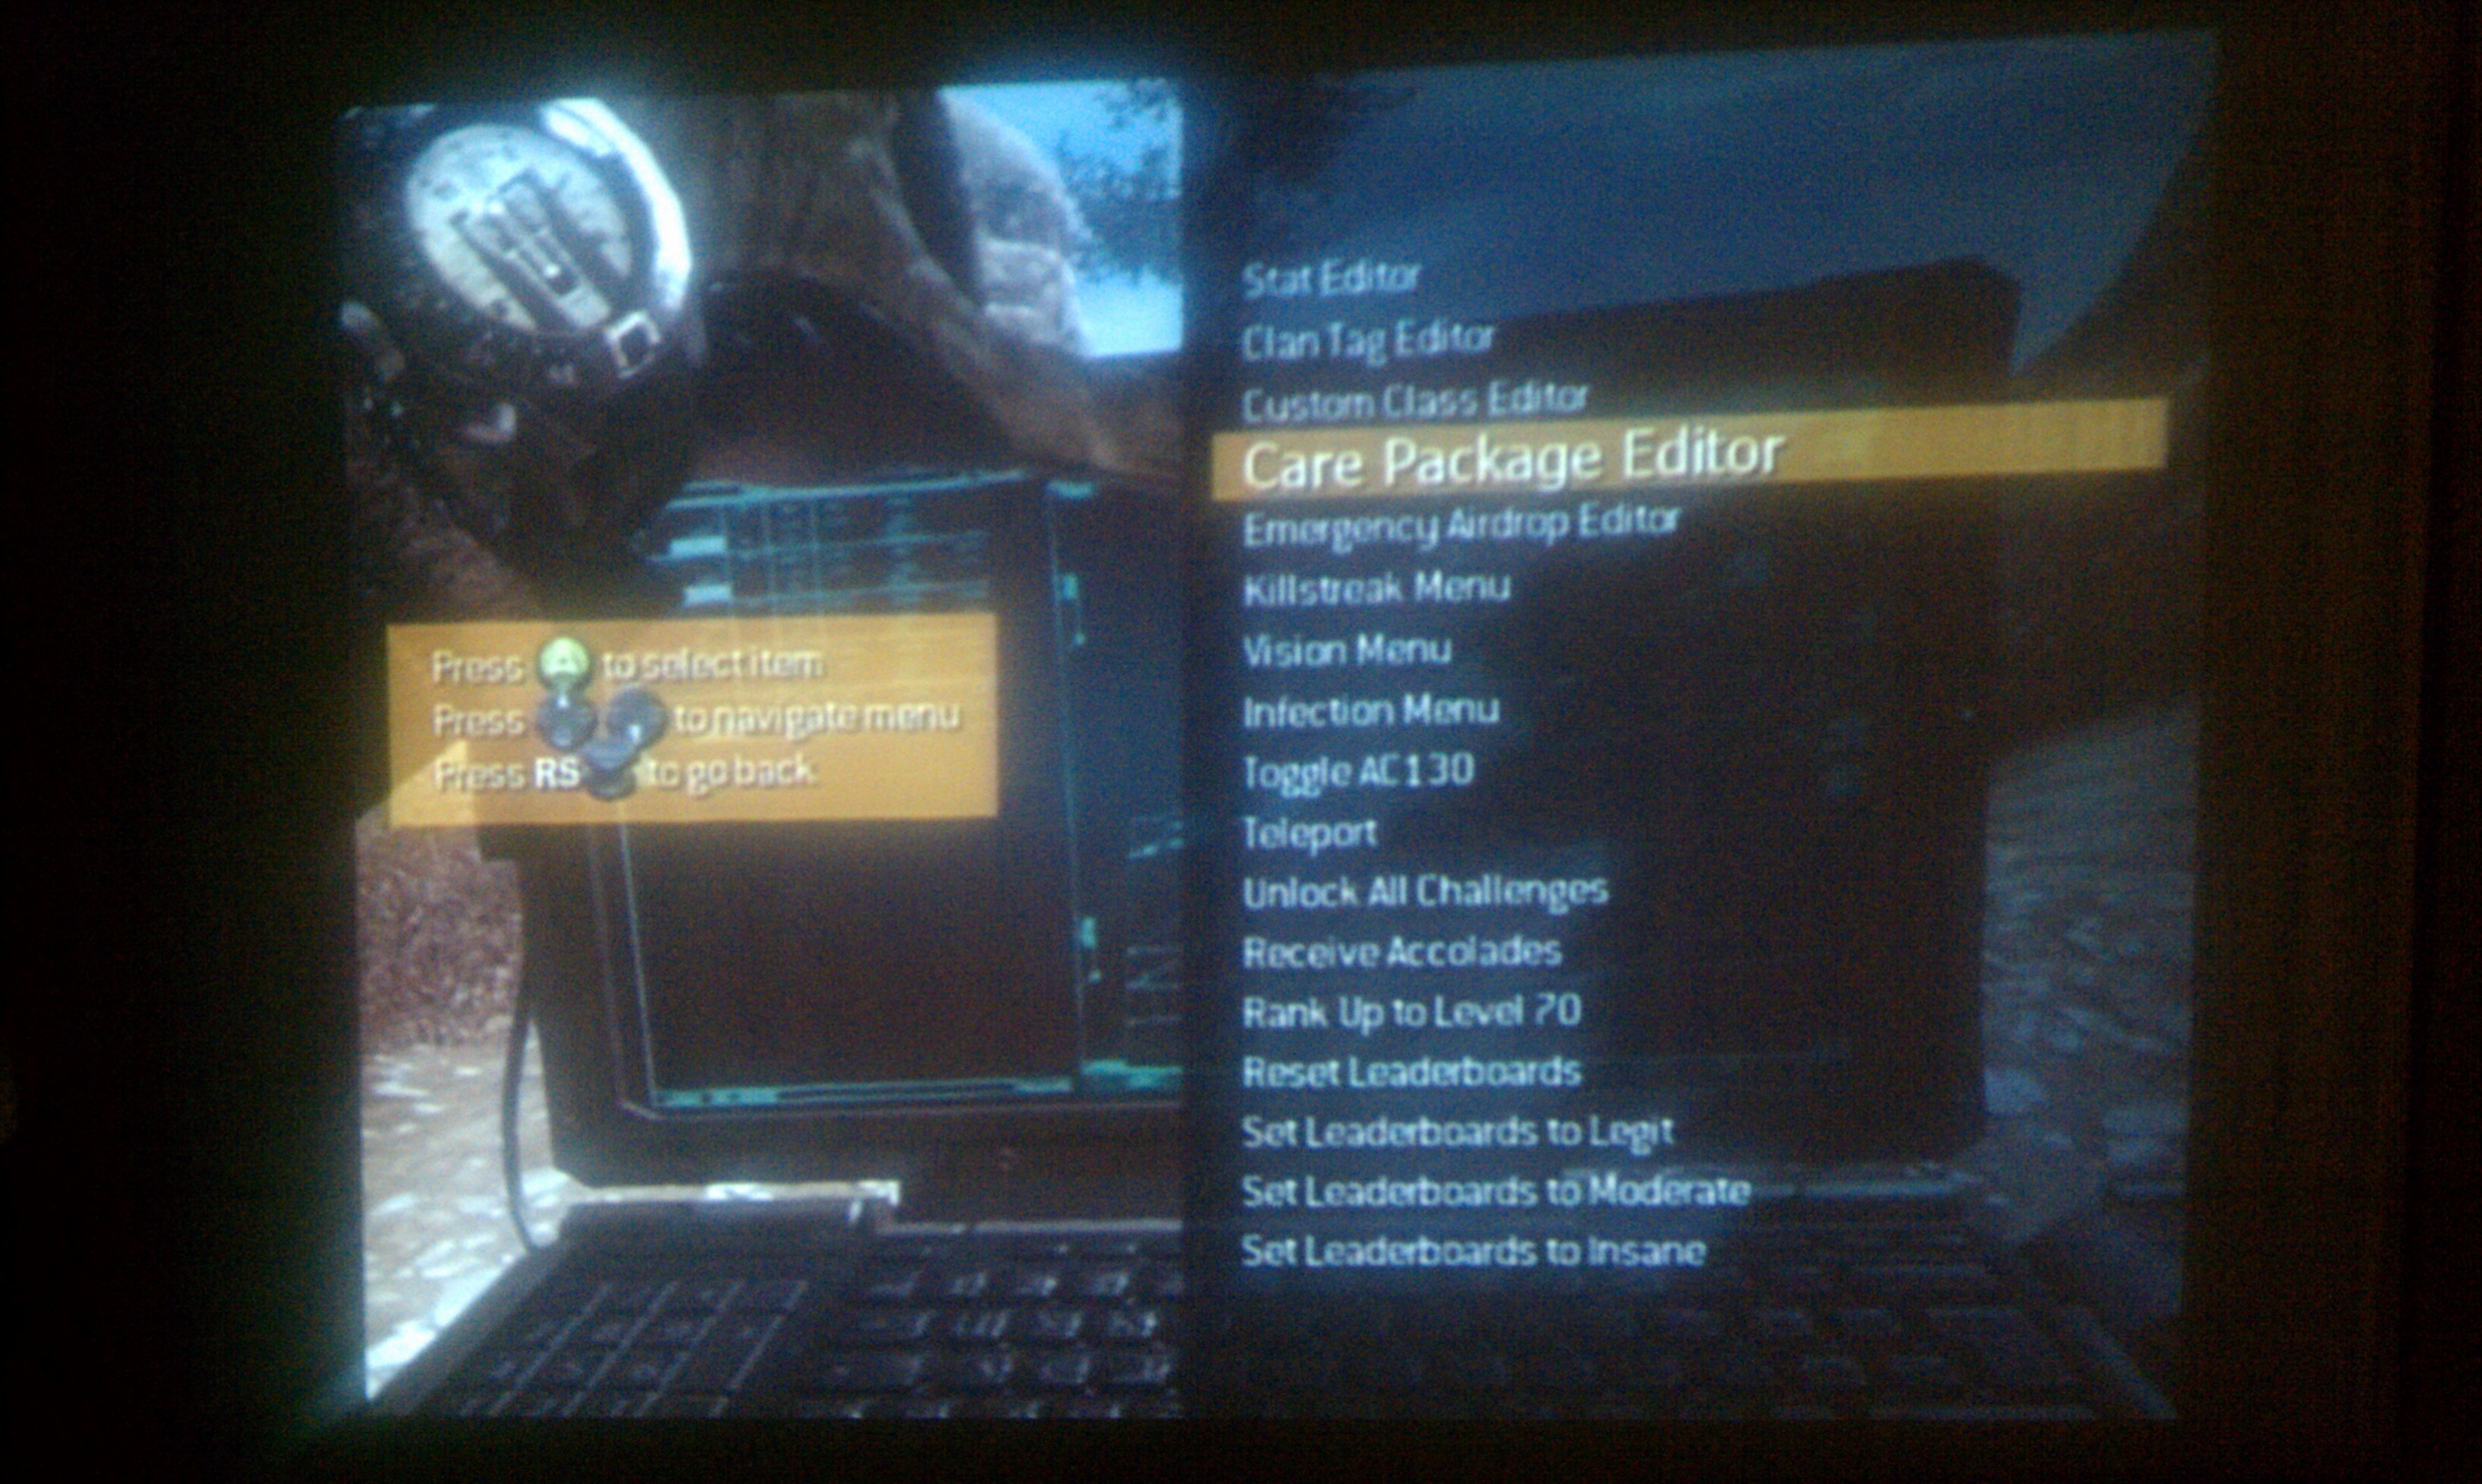 Stat Editor
Clan Tag Editor
Custom Class Editor
Care Package Editor
Emergency Airdrop Editor
Killstreak Menu
Vision Menu
Infection Menu
Toggle AC130
Teleport
Unlock All Challenges
Receive Accolades
Rank Up to Level 70
Reset Leaderboards
Set Leaderboards to Legit
Set Leaderboards to Moderate
Set Leaderboards to Insane
Press A to select item
Press to navigate menu
Press RS to go back